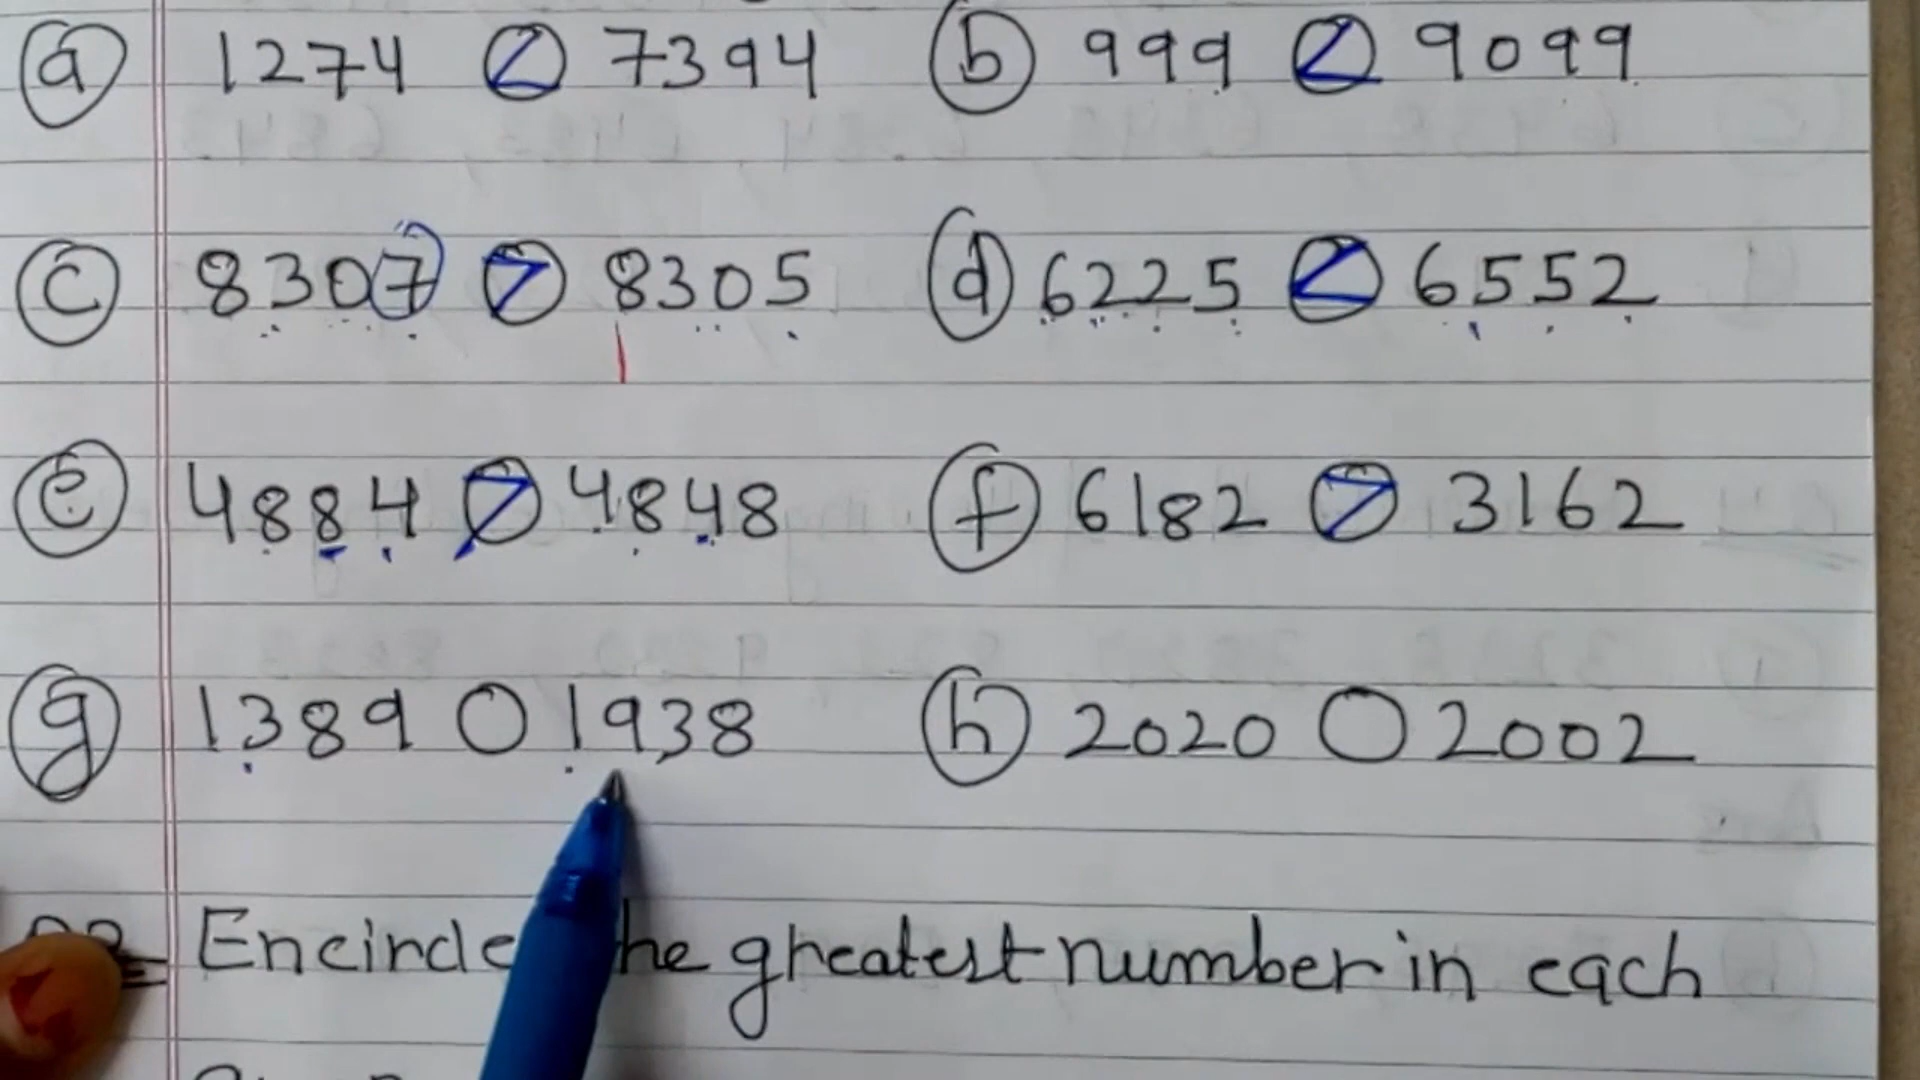 a 1274 < 7394 b 999 < 9099
c 8307 > 8305 d 6225 < 6552
e 4884 > 4848 f 6182 > 3162
g 1389 ○ 1938 h 2020 ○ 2002
Encircle the greatest number in each